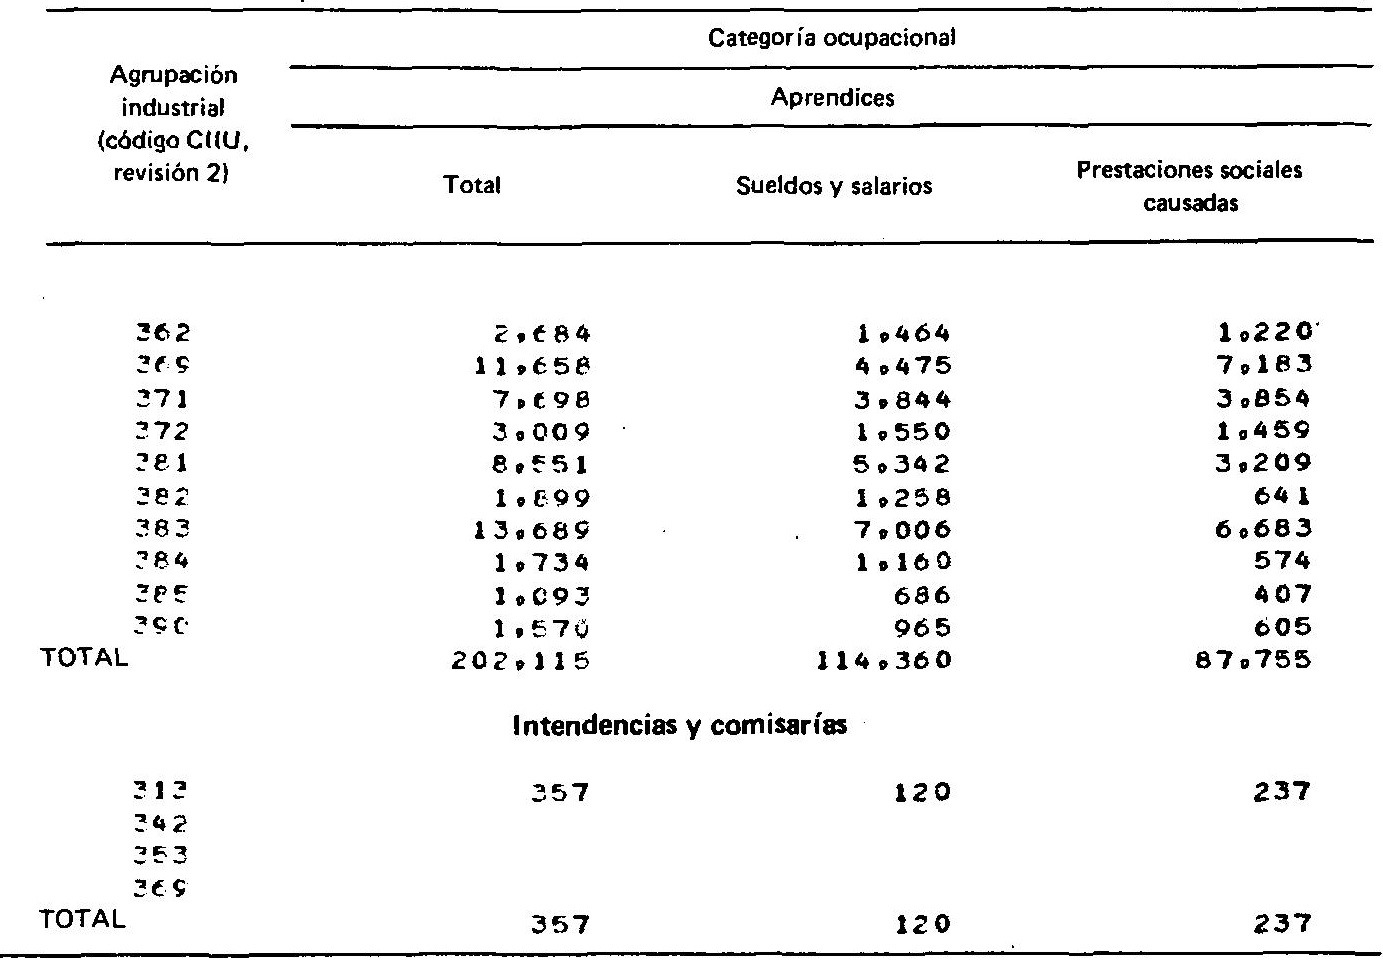 Categoría ocupacional
Agrupación
industrial
(código CIIU,
revisión 2)
Aprendices
Total Sueldos y salarios Prestaciones sociales
causadas
362 2,684 1,464 1,220
369 11,658 4,475 7,183
371 7,698 3,844 3,854
372 3,009 1,550 1,459
381 8,551 5,342 3,209
382 1,899 1,258 641
383 13,689 7,006 6,683
384 1,734 1,160 574
385 1,093 686 407
390 1,570 965 605
TOTAL 202,115 114,360 87,755
Intendencias y comisarías
313 357 120 237
342
353
369
TOTAL 357 120 237